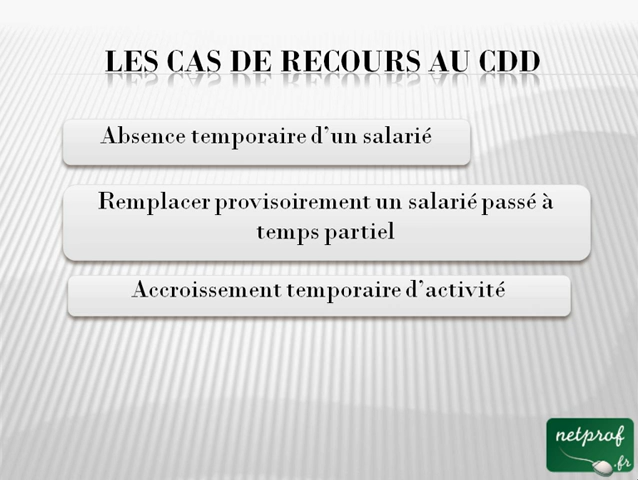 LES CAS DE RECOURS AU CDD
Absence temporaire d'un salarié
Remplacer provisoirement un salarié passé à
temps partiel
Accroissement temporaire d'activité
netprof
.fr